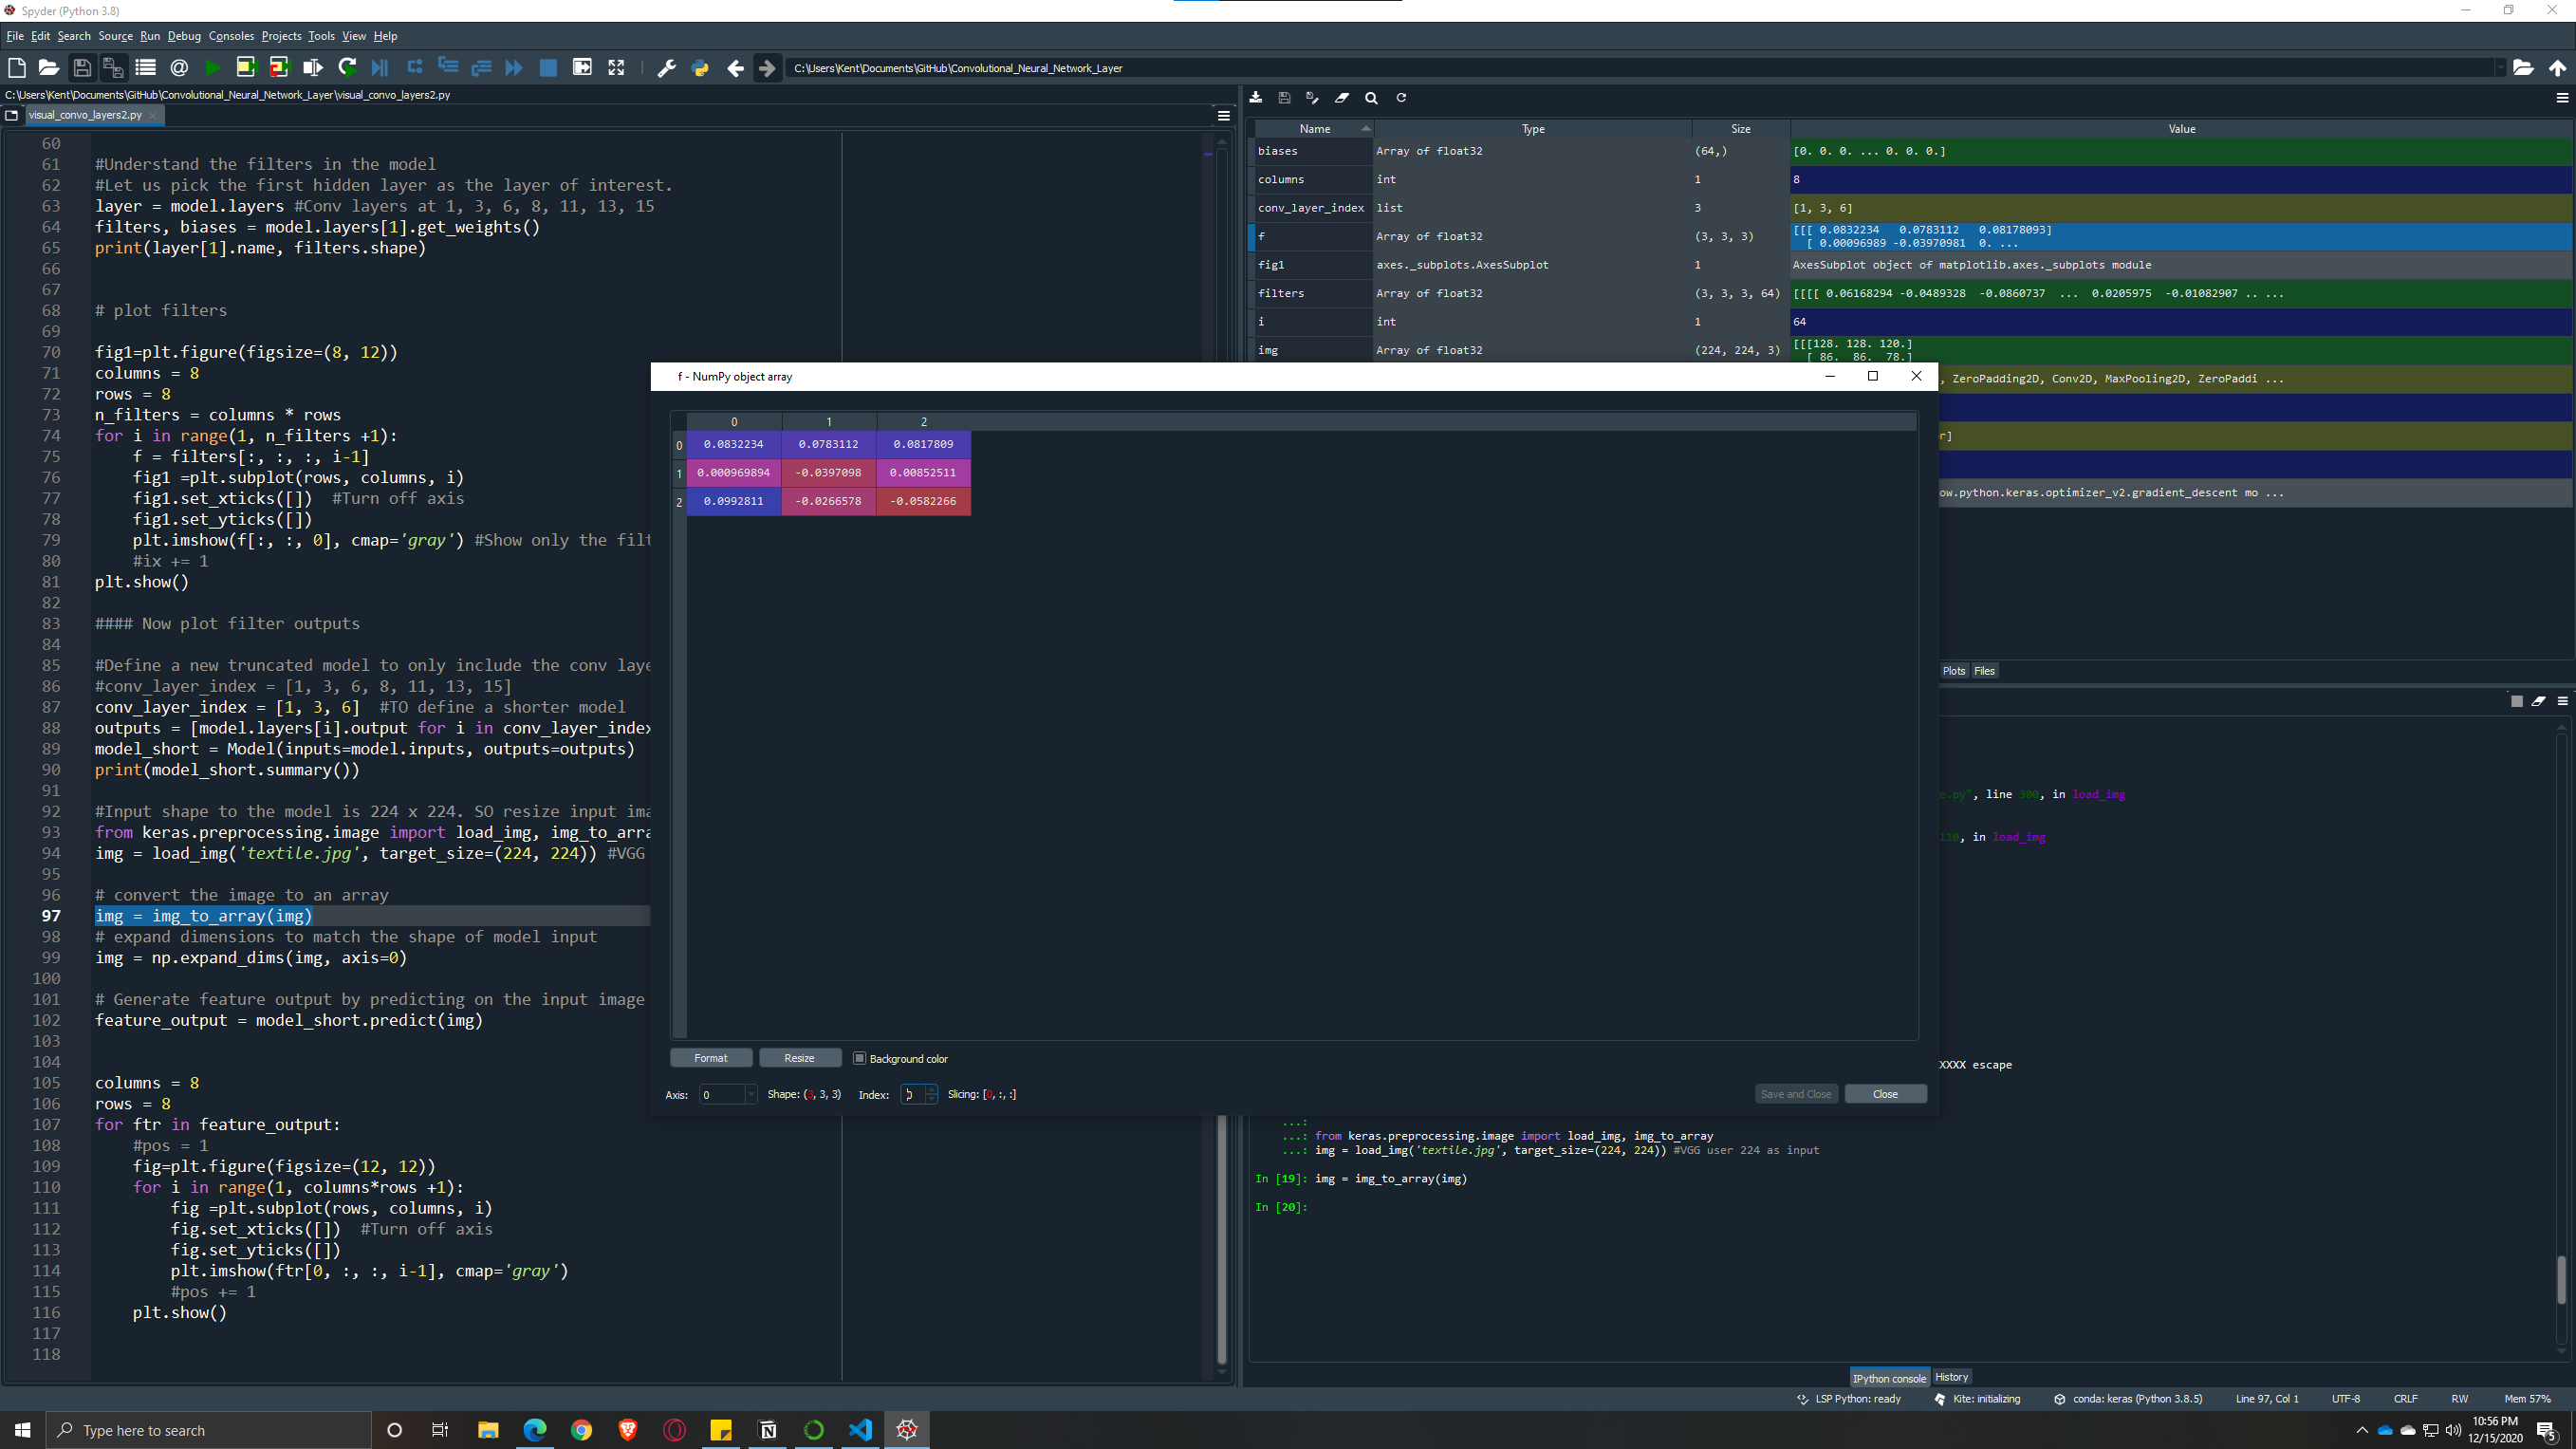 Spyder (Python 3.8)
File Edit Search Source Run Debug Consoles Projects Tools View Help
C:\Users\Kent\Documents\GitHub\Convolutional_Neural_Network_Layer
C:\Users\Kent\Documents\GitHub\Convolutional_Neural_Network_Layer\visual_convo_layers2.py
visual_convo_layers2.py
60
61 #Understand the filters in the model
62 #Let us pick the first hidden layer as the layer of interest.
63 layer = model.layers #Conv layers at 1, 3, 6, 8, 11, 13, 15
64 filters, biases = model.layers[1].get_weights()
65 print(layer[1].name, filters.shape)
66
67
68 # plot filters
69
70 fig1=plt.figure(figsize=(8, 12))
71 columns = 8
72 rows = 8
73 n_filters = columns * rows
74 for i in range(1, n_filters +1):
75 f = filters[:, :, :, i-1]
76 fig1 =plt.subplot(rows, columns, i)
77 fig1.set_xticks([]) #Turn off axis
78 fig1.set_yticks([])
79 plt.imshow(f[:, :, 0], cmap='gray') #Show only the filt
80 #ix += 1
81 plt.show()
82
83 #### Now plot filter outputs
84
85 #Define a new truncated model to only include the conv laye
86 #conv_layer_index = [1, 3, 6, 8, 11, 13, 15]
87 conv_layer_index = [1, 3, 6] #TO define a shorter model
88 outputs = [model.layers[i].output for i in conv_layer_index
89 model_short = Model(inputs=model.inputs, outputs=outputs)
90 print(model_short.summary())
91
92 #Input shape to the model is 224 x 224. SO resize input ima
93 from keras.preprocessing.image import load_img, img_to_arra
94 img = load_img('textile.jpg', target_size=(224, 224)) #VGG
95
96 # convert the image to an array
97 img = img_to_array(img)
98 # expand dimensions to match the shape of model input
99 img = np.expand_dims(img, axis=0)
100
101 # Generate feature output by predicting on the input image
102 feature_output = model_short.predict(img)
103
104
105 columns = 8
106 rows = 8
107 for ftr in feature_output:
108 #pos = 1
109 fig=plt.figure(figsize=(12, 12))
110 for i in range(1, columns*rows +1):
111 fig =plt.subplot(rows, columns, i)
112 fig.set_xticks([]) #Turn off axis
113 fig.set_yticks([])
114 plt.imshow(ftr[0, :, :, i-1], cmap='gray')
115 #pos += 1
116 plt.show()
117
118
Name Type Size Value
biases Array of float32 (64,) [0. 0. 0. ... 0. 0. 0.]
columns int 1 8
conv_layer_index list 3 [1, 3, 6]
f Array of float32 (3, 3, 3) [[[ 0.0832234 0.0783112 0.08178093]
[ 0.00096989 -0.03970981 0. ...
fig1 axes._subplots.AxesSubplot 1 AxesSubplot object of matplotlib.axes._subplots module
filters Array of float32 (3, 3, 3, 64) [[[[ 0.06168294 -0.0489328 -0.0860737 ... 0.0205975 -0.01082907 .. ...
i int 1 64
img Array of float32 (224, 224, 3) [[[128. 128. 120.]
[ 86. 86. 78.]
, ZeroPadding2D, Conv2D, MaxPooling2D, ZeroPaddi ...
r]
ow.python.keras.optimizer_v2.gradient_descent mo ...
f - NumPy object array
0 1 2
0 0.0832234 0.0783112 0.0817809
1 0.000969894 -0.0397098 0.00852511
2 0.0992811 -0.0266578 -0.0582266
Format Resize Background color
Axis: 0 Shape: (3, 3, 3) Index: 0 Slicing: [0, :, :] Save and Close Close
Plots Files
e.py", line 300, in load_img
110, in load_img
XXXX escape
...:
...: from keras.preprocessing.image import load_img, img_to_array
...: img = load_img('textile.jpg', target_size=(224, 224)) #VGG user 224 as input
In [19]: img = img_to_array(img)
In [20]:
IPython console History
LSP Python: ready Kite: initializing conda: keras (Python 3.8.5) Line 97, Col 1 UTF-8 CRLF RW Mem 57%
Type here to search
10:56 PM
12/15/2020
5